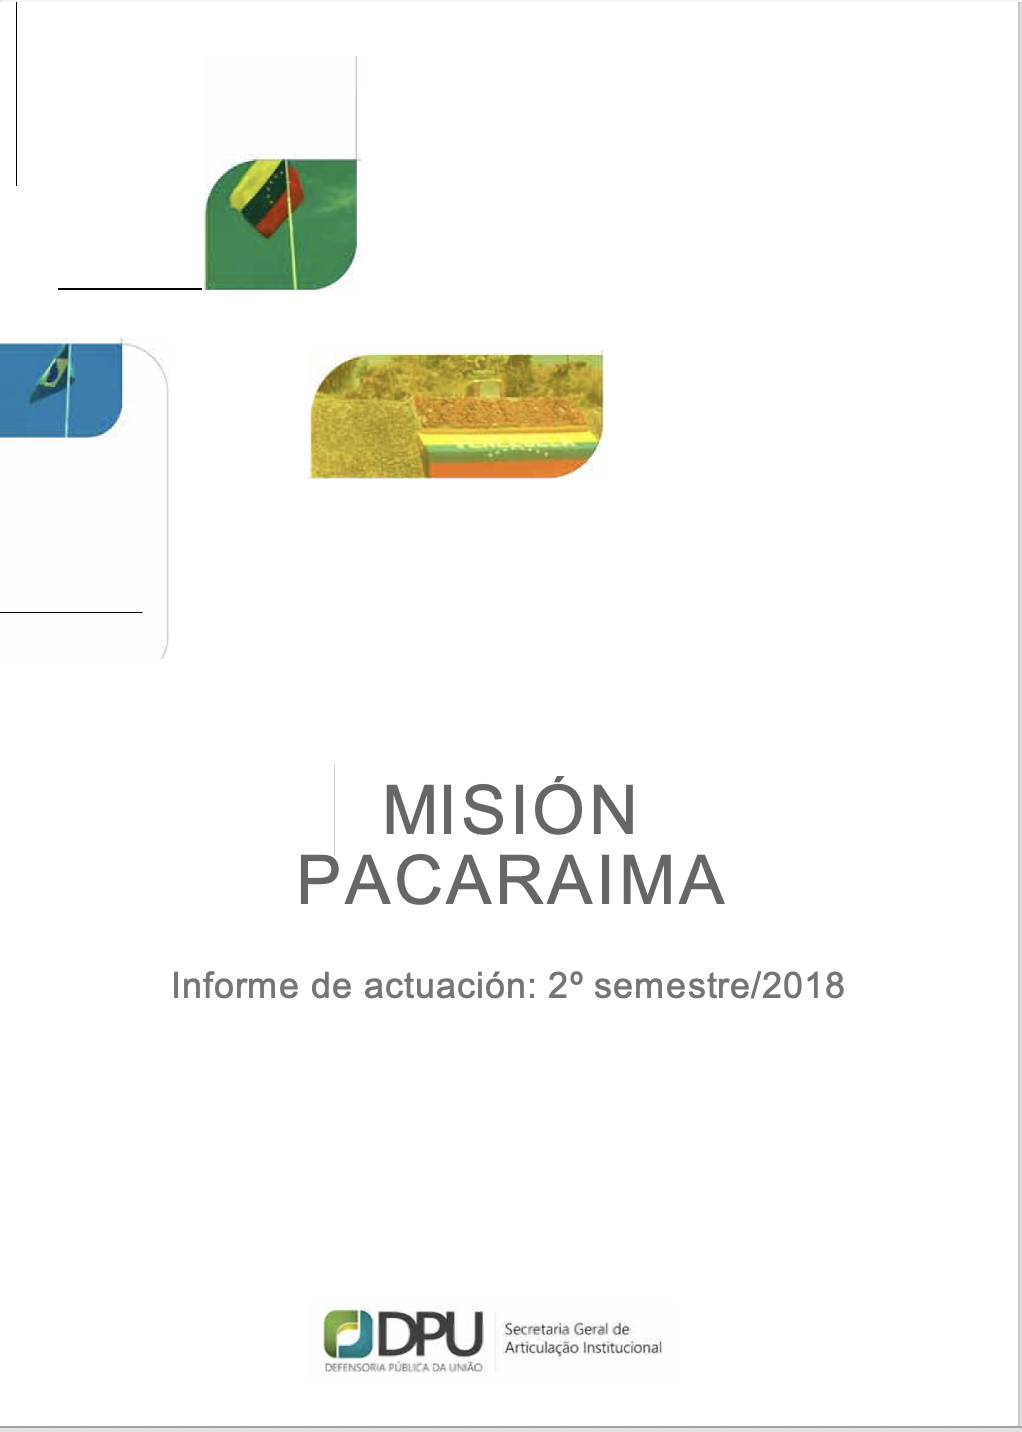 MISIÓN
PACARAIMA
Informe de actuación: 2º semestre/2018
DPU
DEFENSORIA PÚBLICA DA UNIÃO
Secretaria Geral de
Articulação Institucional